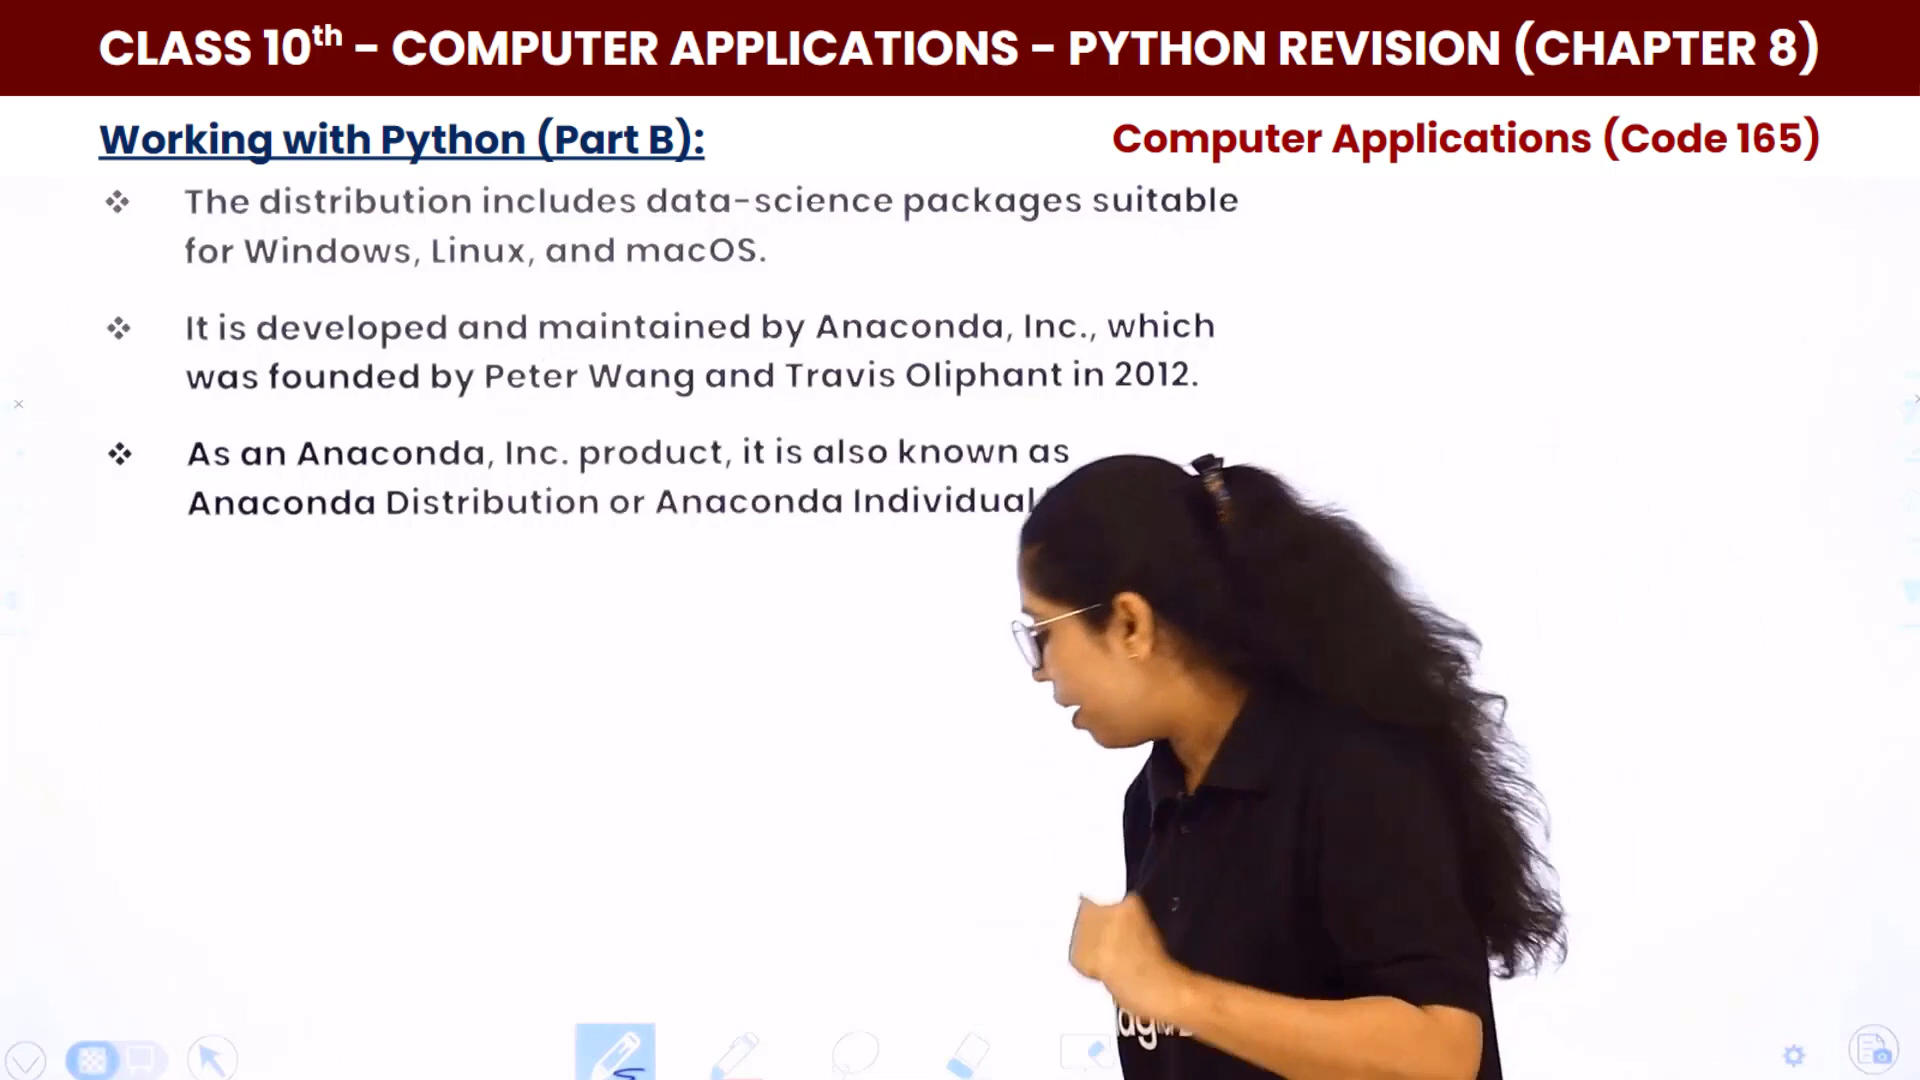 CLASS 10th – COMPUTER APPLICATIONS – PYTHON REVISION (CHAPTER 8)
Working with Python (Part B):
Computer Applications (Code 165)
❖ The distribution includes data-science packages suitable
for Windows, Linux, and macOS.
❖ It is developed and maintained by Anaconda, Inc., which
was founded by Peter Wang and Travis Oliphant in 2012.
❖ As an Anaconda, Inc. product, it is also known as
Anaconda Distribution or Anaconda Individual